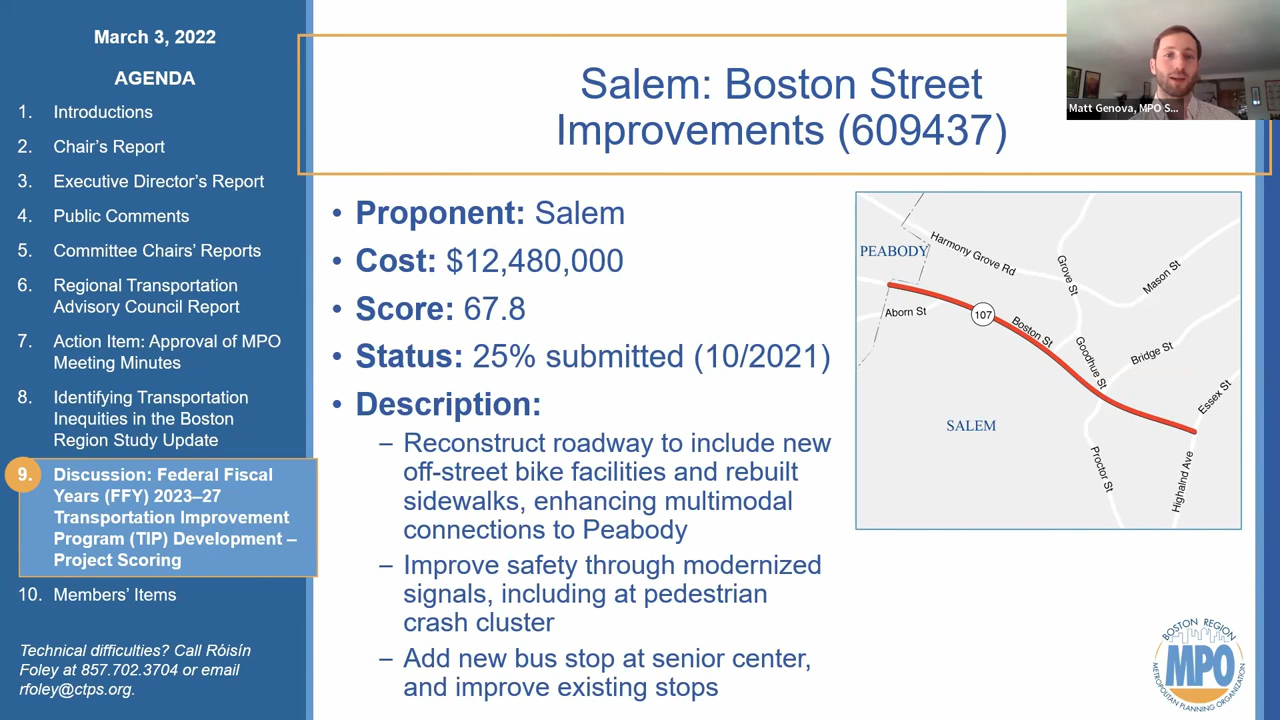 March 3, 2022
AGENDA
1. Introductions
2. Chair's Report
3. Executive Director's Report
4. Public Comments
5. Committee Chairs' Reports
6. Regional Transportation
Advisory Council Report
7. Action Item: Approval of MPO
Meeting Minutes
8. Identifying Transportation
Inequities in the Boston
Region Study Update
9. Discussion: Federal Fiscal
Years (FFY) 2023–27
Transportation Improvement
Program (TIP) Development –
Project Scoring
10. Members' Items
Technical difficulties? Call Róisín
Foley at 857.702.3704 or email
rfoley@ctps.org.
Salem: Boston Street
Improvements (609437)
Matt Genova, MPO S...
• Proponent: Salem
• Cost: $12,480,000
• Score: 67.8
• Status: 25% submitted (10/2021)
• Description:
– Reconstruct roadway to include new
off-street bike facilities and rebuilt
sidewalks, enhancing multimodal
connections to Peabody
– Improve safety through modernized
signals, including at pedestrian
crash cluster
– Add new bus stop at senior center,
and improve existing stops
PEABODY
Harmony Grove Rd
Grove St
Mason St
Aborn St
107
Boston St
Goodhue St
Bridge St
Essex St
SALEM
Proctor St
Highalnd Ave
BOSTON REGION
MPO
METROPOLITAN PLANNING ORGANIZATION